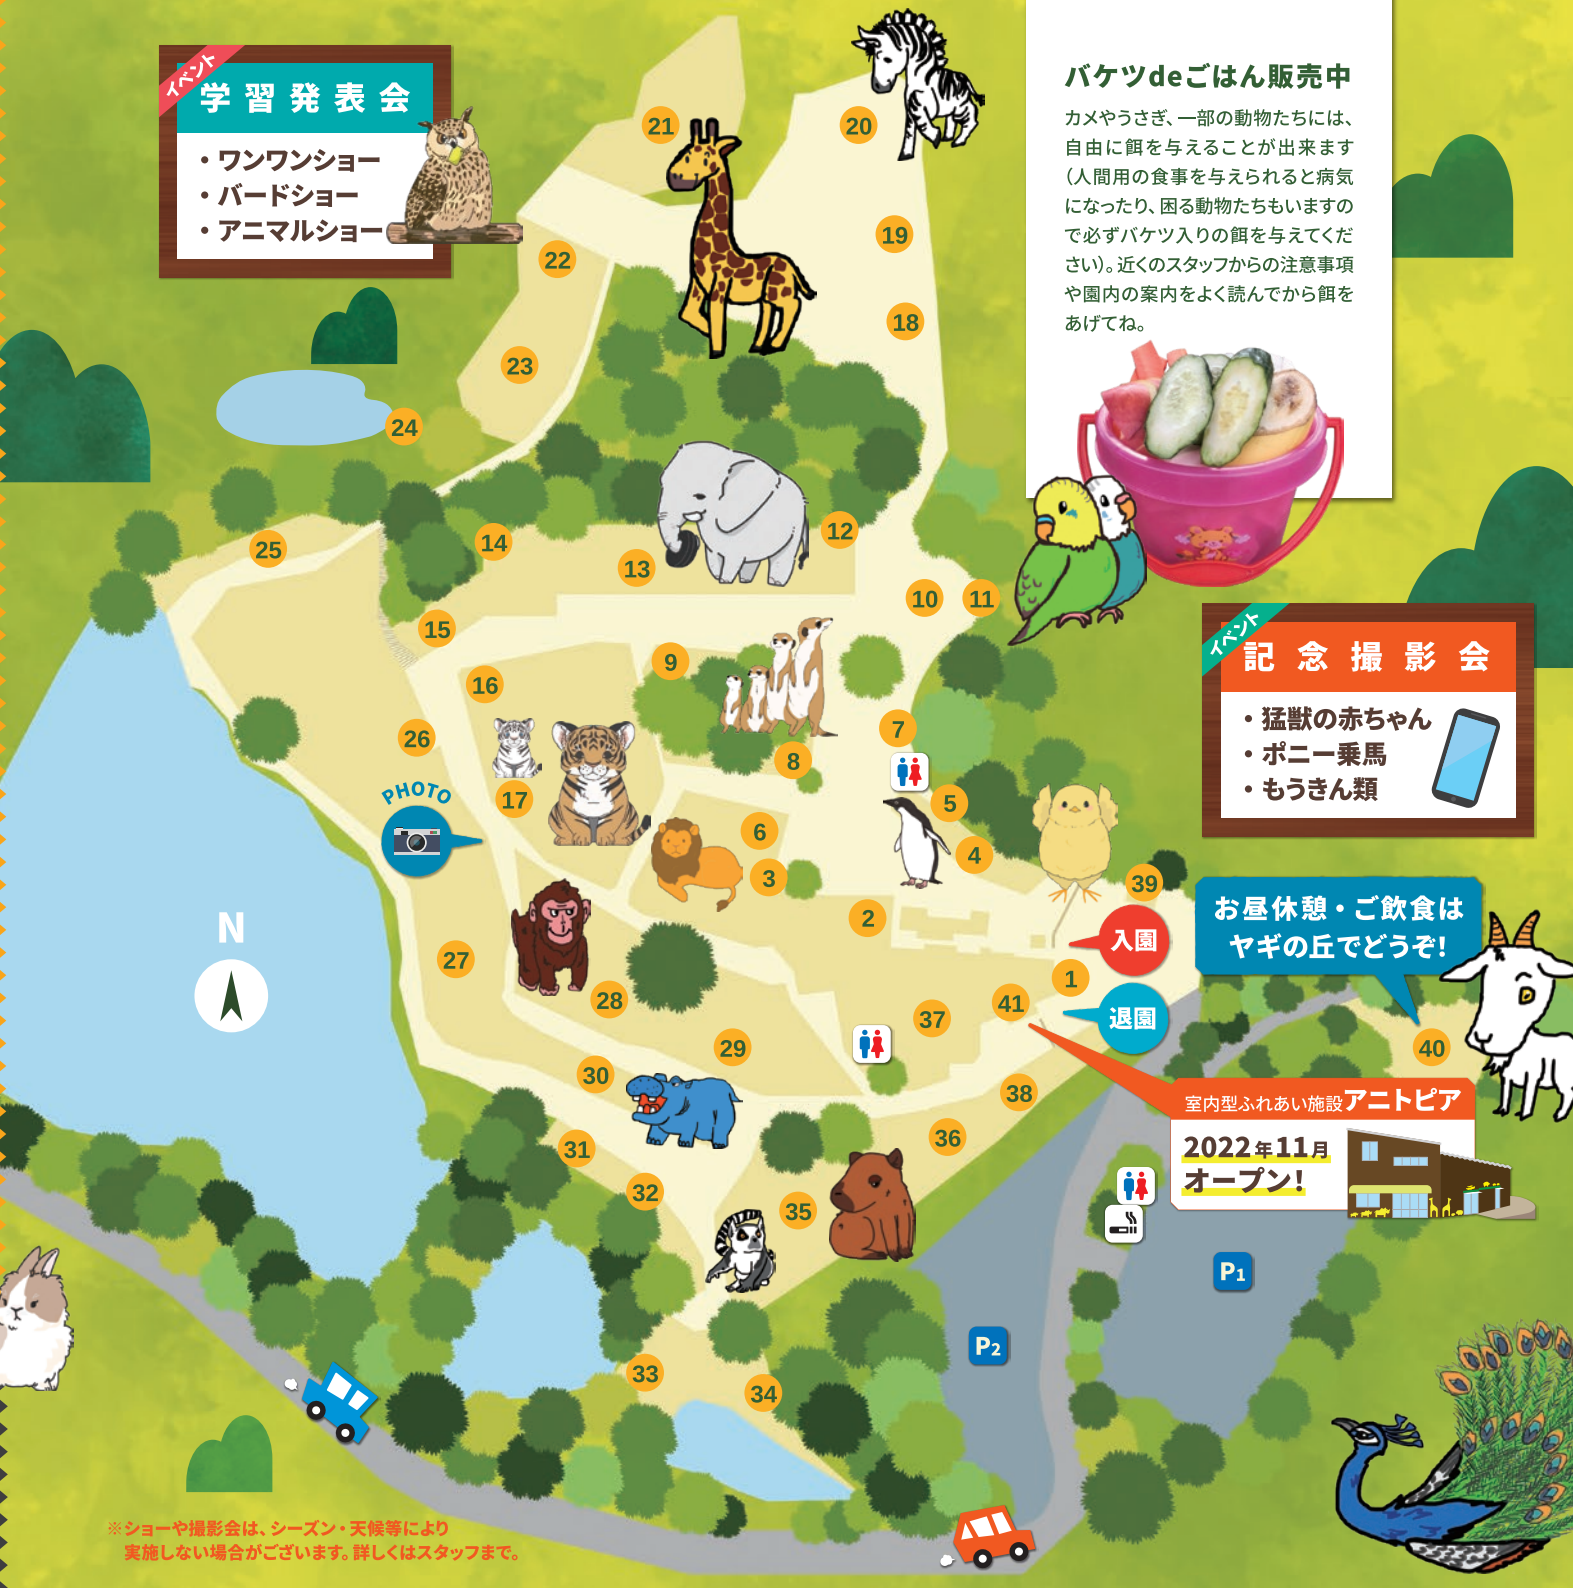 イベント
学習発表会
・ワンワンショー
・バードショー
・アニマルショー
バケツdeごはん販売中
カメやうさぎ、一部の動物たちには、
自由に餌を与えることが出来ます
（人間用の食事を与えられると病気
になったり、困る動物たちもいますの
で必ずバケツ入りの餌を与えてくだ
さい）。近くのスタッフからの注意事項
や園内の案内をよく読んでから餌を
あげてね。
21
20
19
22
18
23
24
12
14
25
13
10
11
15
イベント
記念撮影会
・猛獣の赤ちゃん
・ポニー乗馬
・もうきん類
9
16
7
26
8
PHOTO
17
5
6
4
3
39
2
お昼休憩・ご飲食は
ヤギの丘でどうぞ！
入園
N
27
1
28
41
退園
37
29
40
30
38
室内型ふれあい施設アニトピア
2022年11月
オープン！
36
31
32
35
P1
P2
33
34
※ショーや撮影会は、シーズン・天候等により
実施しない場合がございます。詳しくはスタッフまで。